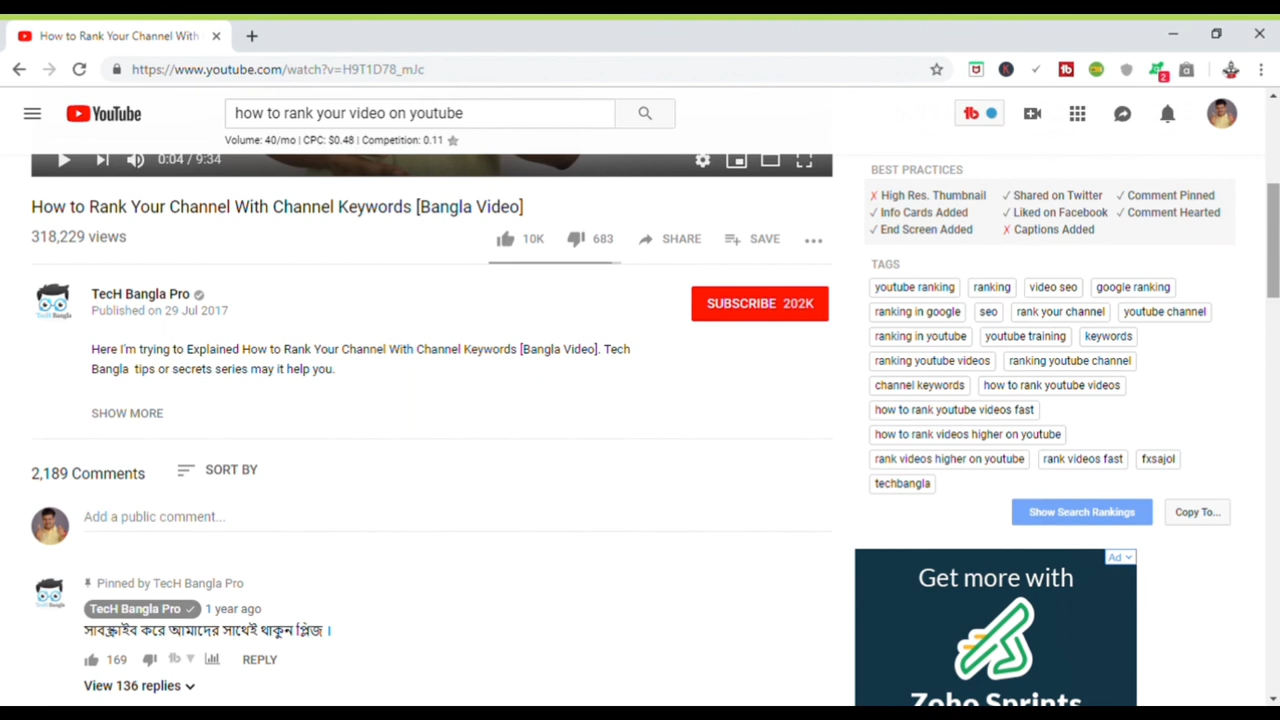 How to Rank Your Channel With
https://www.youtube.com/watch?v=H9T1D78_mJc
2
YouTube
how to rank your video on youtube
Volume: 40/mo | CPC: $0.48 | Competition: 0.11
0:04 / 9:34
How to Rank Your Channel With Channel Keywords [Bangla Video]
318,229 views
10K
683
SHARE
SAVE
TecH Bangla Pro
Published on 29 Jul 2017
SUBSCRIBE 202K
Here I'm trying to Explained How to Rank Your Channel With Channel Keywords [Bangla Video]. Tech
Bangla tips or secrets series may it help you.
SHOW MORE
2,189 Comments
SORT BY
Add a public comment...
Pinned by TecH Bangla Pro
TecH Bangla Pro 1 year ago
সাবস্ক্রাইব করে আমাদের সাথেই থাকুন প্লিজ ।
169
REPLY
View 136 replies
BEST PRACTICES
✗ High Res. Thumbnail ✓ Shared on Twitter ✓ Comment Pinned
✓ Info Cards Added ✓ Liked on Facebook ✓ Comment Hearted
✓ End Screen Added ✗ Captions Added
TAGS
youtube ranking ranking video seo google ranking
ranking in google seo rank your channel youtube channel
ranking in youtube youtube training keywords
ranking youtube videos ranking youtube channel
channel keywords how to rank youtube videos
how to rank youtube videos fast
how to rank videos higher on youtube
rank videos higher on youtube rank videos fast fxsajol
techbangla
Show Search Rankings Copy To...
Ad
Get more with
Zoho Sprints